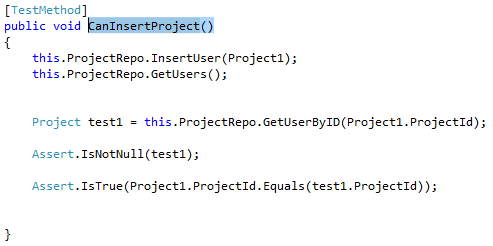 [TestMethod]
public void CanInsertProject()
{
    this.ProjectRepo.InsertUser(Project1);
    this.ProjectRepo.GetUsers();
    Project test1 = this.ProjectRepo.GetUserByID(Project1.ProjectId);
    Assert.IsNotNull(test1);
    Assert.IsTrue(Project1.ProjectId.Equals(test1.ProjectId));
}